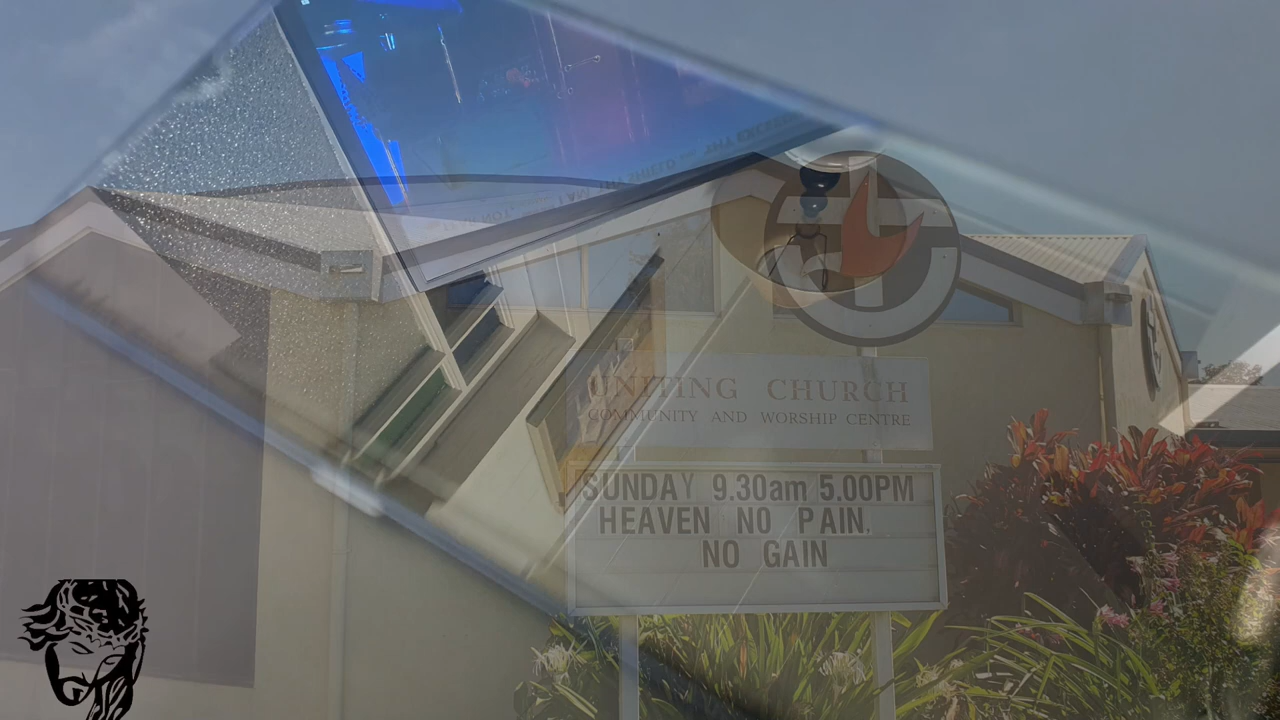 UNITING CHURCH
COMMUNITY AND WORSHIP CENTRE
SUNDAY 9.30am 5.00PM
HEAVEN NO PAIN.
NO GAIN